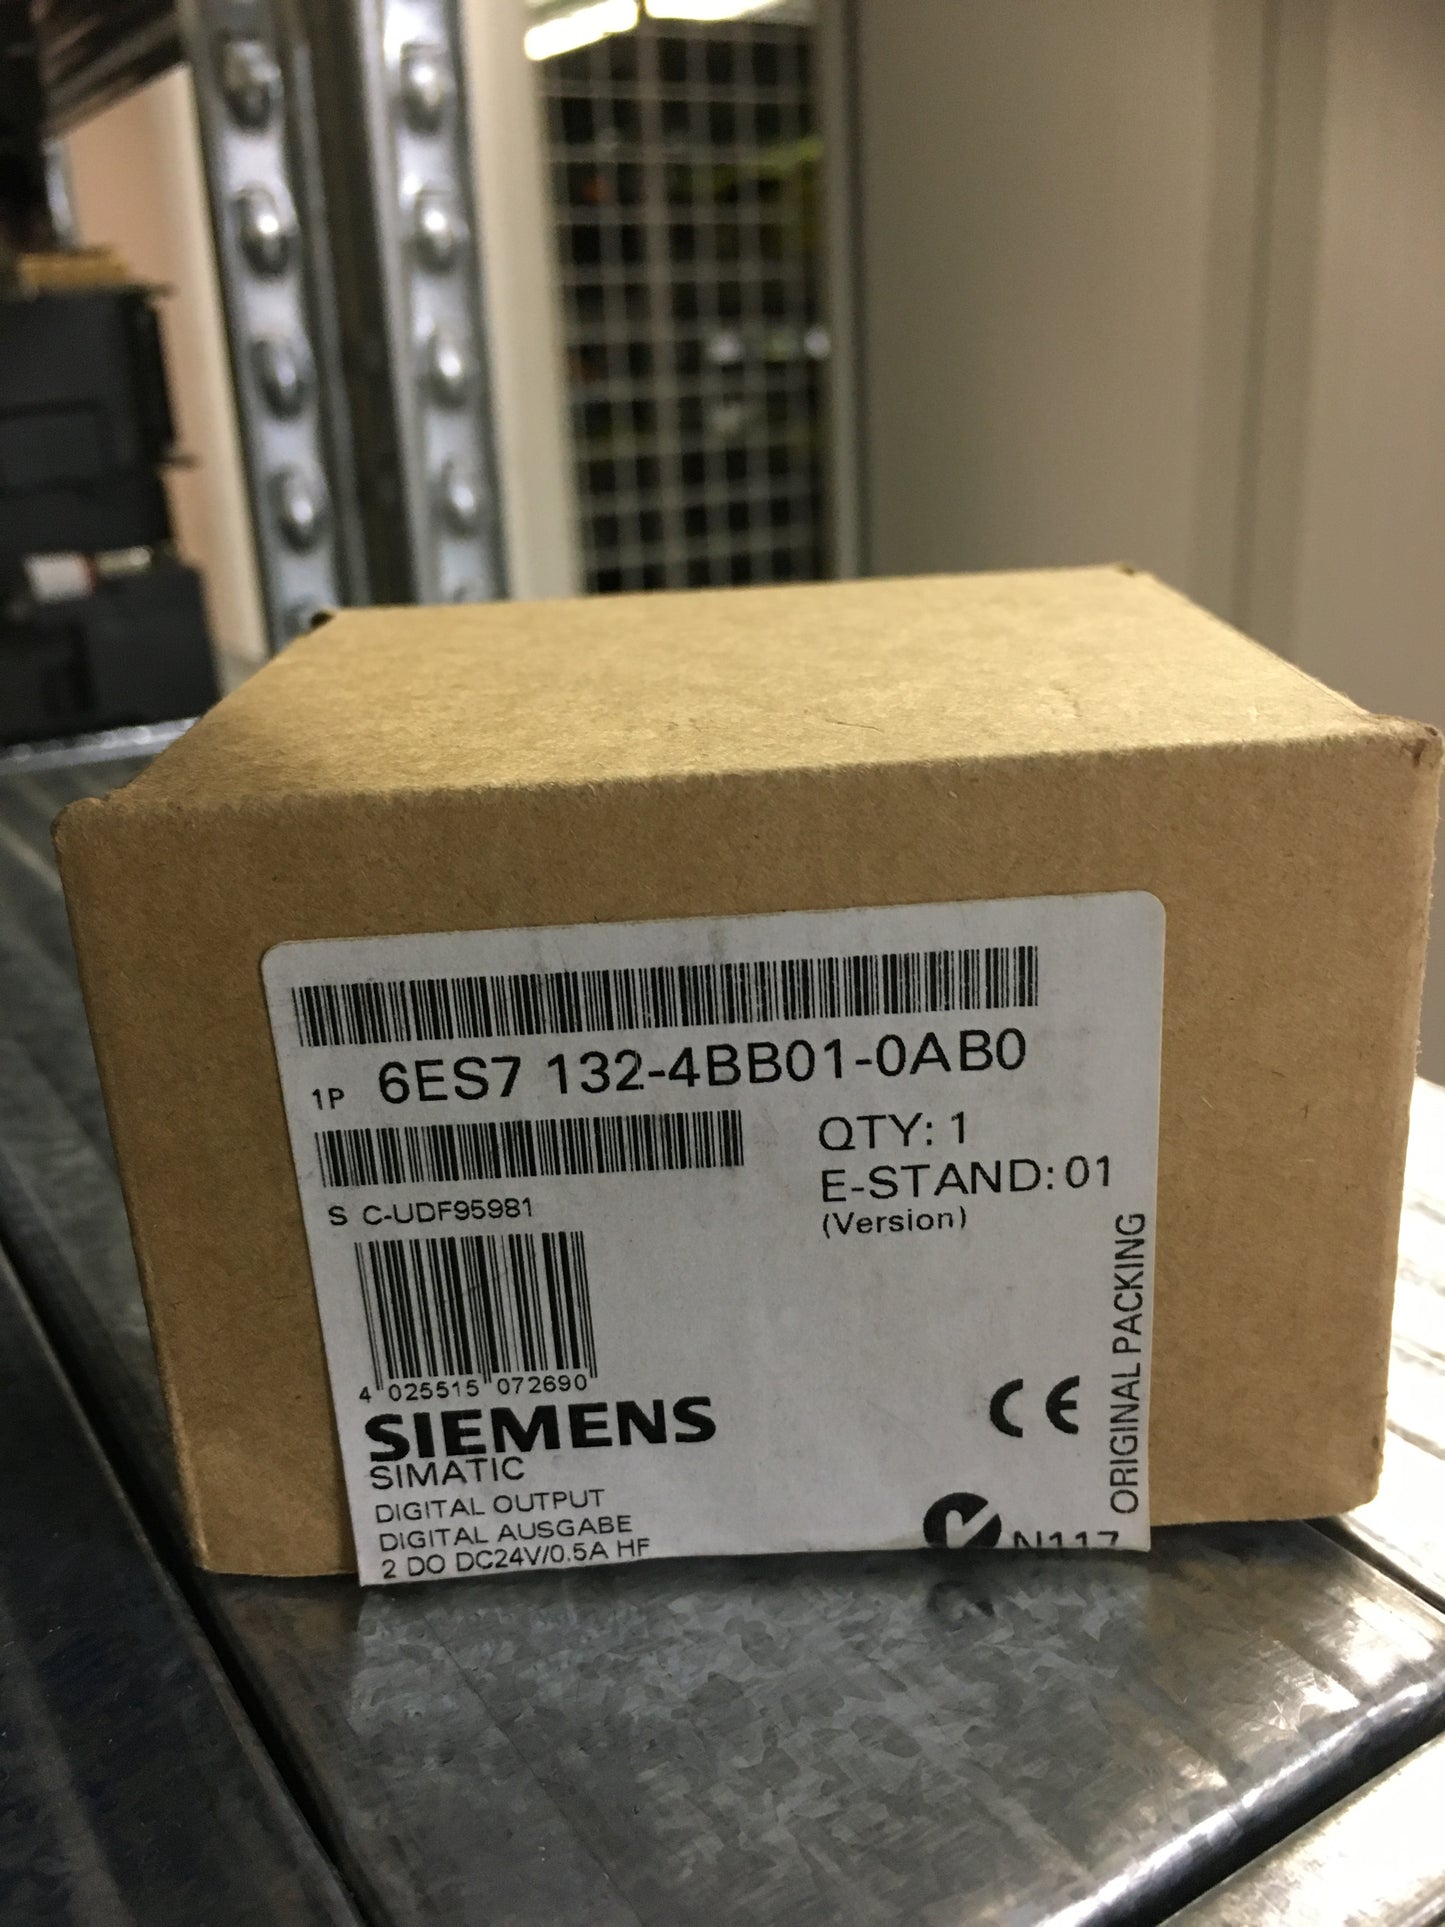 1P 6ES7 132-4BB01-0AB0
QTY: 1
S C-UDF95981
E-STAND: 01
(Version)
4 025515 072690
SIEMENS
SIMATIC
DIGITAL OUTPUT
DIGITAL AUSGABE
2 DO DC24V/0.5A HF
CE
N117
ORIGINAL PACKING